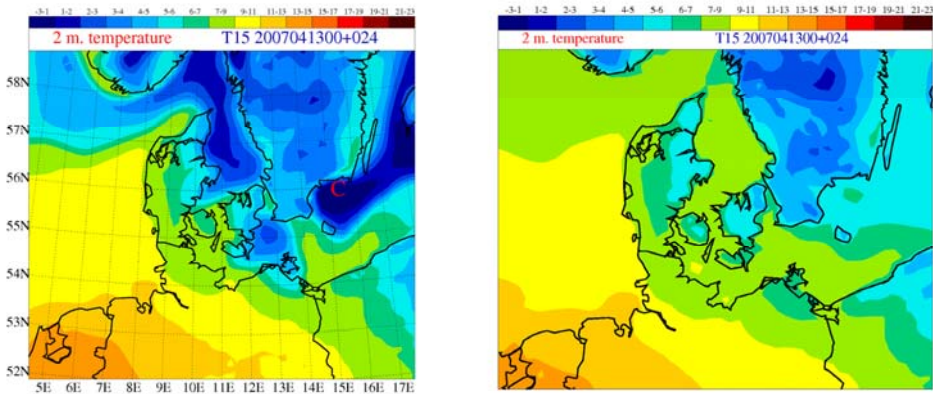 -3-1 1-2 2-3 3-4 4-5 5-6 6-7 7-9 9-11 11-13 13-15 15-17 17-19 19-21 21-23
2 m. temperature T15 2007041300+024
58N
57N
56N
55N
54N
53N
52N
C
5E 6E 7E 8E 9E 10E 11E 12E 13E 14E 15E 16E 17E
-3-1 1-2 2-3 3-4 4-5 5-6 6-7 7-9 9-11 11-13 13-15 15-17 17-19 19-21 21-23
2 m. temperature T15 2007041300+024